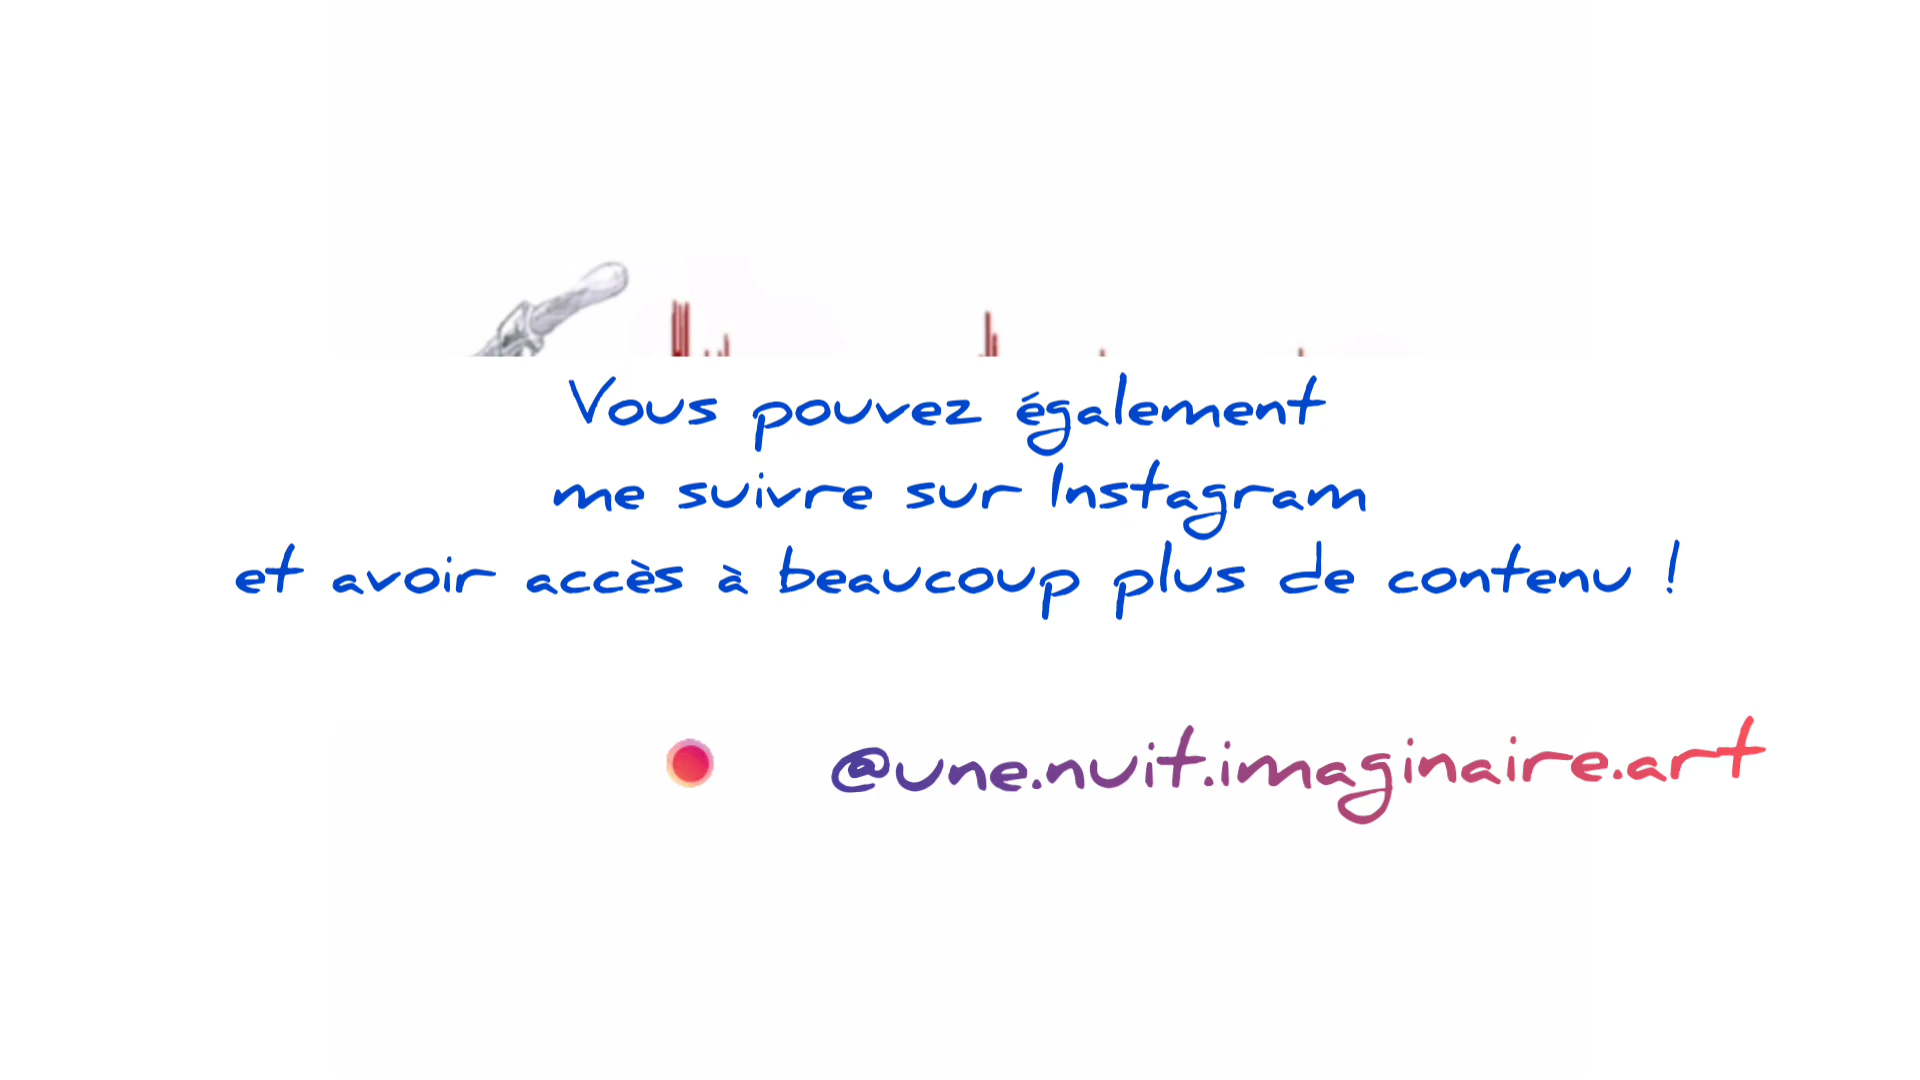 Vous pouvez également
me suivre sur Instagram
et avoir accès à beaucoup plus de contenu !
@une.nuit.imaginaire.art